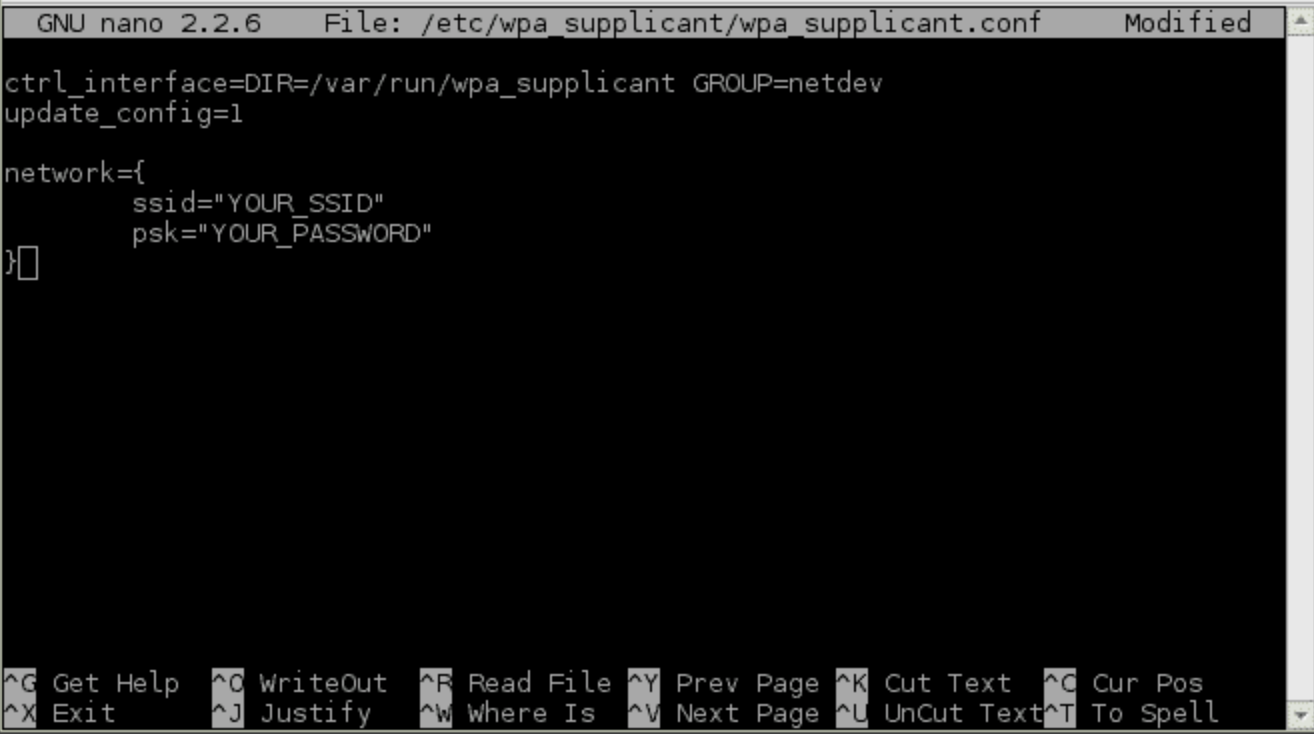 GNU nano 2.2.6    File: /etc/wpa_supplicant/wpa_supplicant.conf    Modified
ctrl_interface=DIR=/var/run/wpa_supplicant GROUP=netdev
update_config=1
network={
        ssid="YOUR_SSID"
        psk="YOUR_PASSWORD"
}
^G Get Help  ^O WriteOut  ^R Read File ^Y Prev Page ^K Cut Text  ^C Cur Pos
^X Exit      ^J Justify   ^W Where Is  ^V Next Page ^U UnCut Text^T To Spell